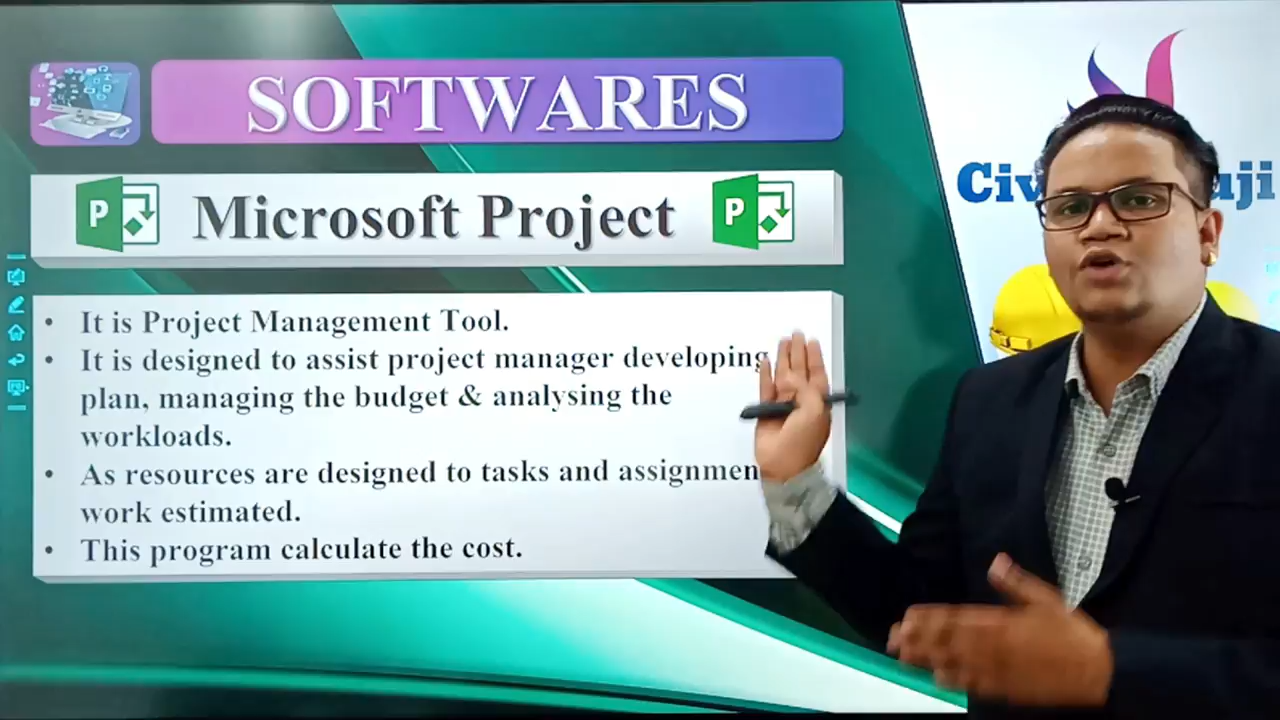 SOFTWARES
P Microsoft Project P
• It is Project Management Tool.
• It is designed to assist project manager developing
plan, managing the budget & analysing the
workloads.
• As resources are designed to tasks and
work estimated.
• This program calculate the cost.